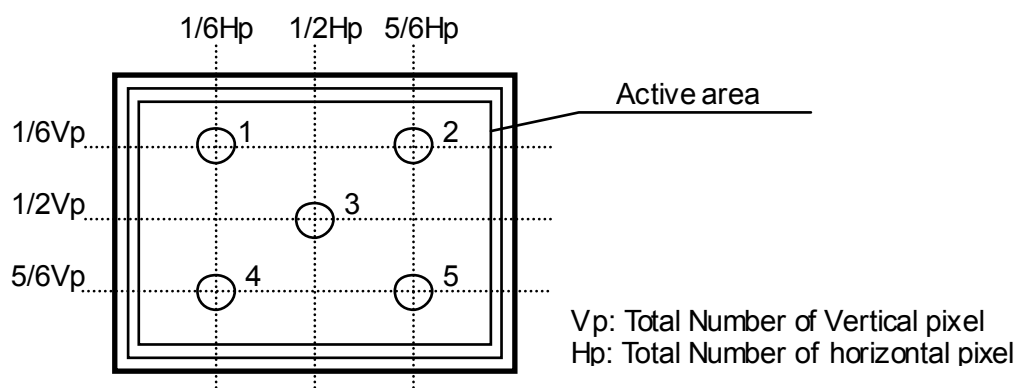 1/6Hp 1/2Hp 5/6Hp
Active area
1/6Vp 1 2
1/2Vp 3
5/6Vp 4 5
Vp: Total Number of Vertical pixel
Hp: Total Number of horizontal pixel